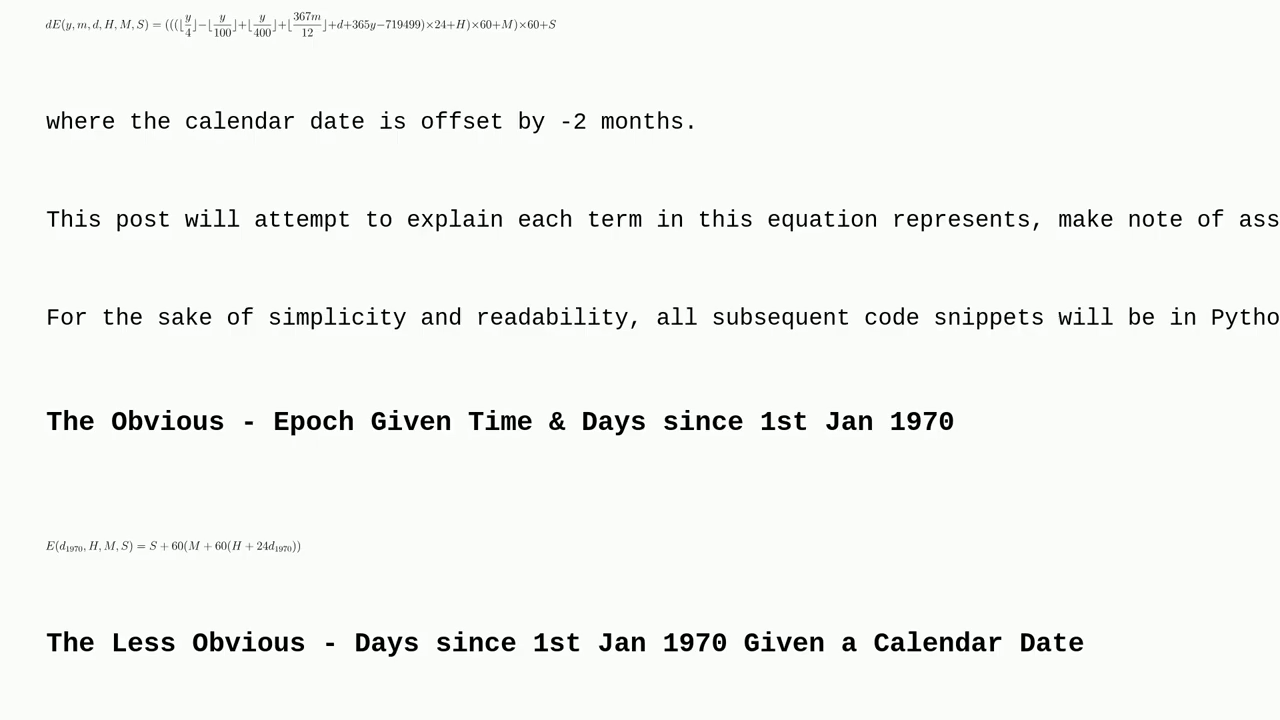 dE(y, m, d, H, M, S) = (((⌊y/4⌋−⌊y/100⌋+⌊y/400⌋+⌊367m/12⌋+d+365y−719499)×24+H)×60+M)×60+S
where the calendar date is offset by -2 months.
This post will attempt to explain each term in this equation represents, make note of ass
For the sake of simplicity and readability, all subsequent code snippets will be in Pytho
The Obvious - Epoch Given Time & Days since 1st Jan 1970
E(d₁₉₇₀, H, M, S) = S + 60(M + 60(H + 24d₁₉₇₀))
The Less Obvious - Days since 1st Jan 1970 Given a Calendar Date